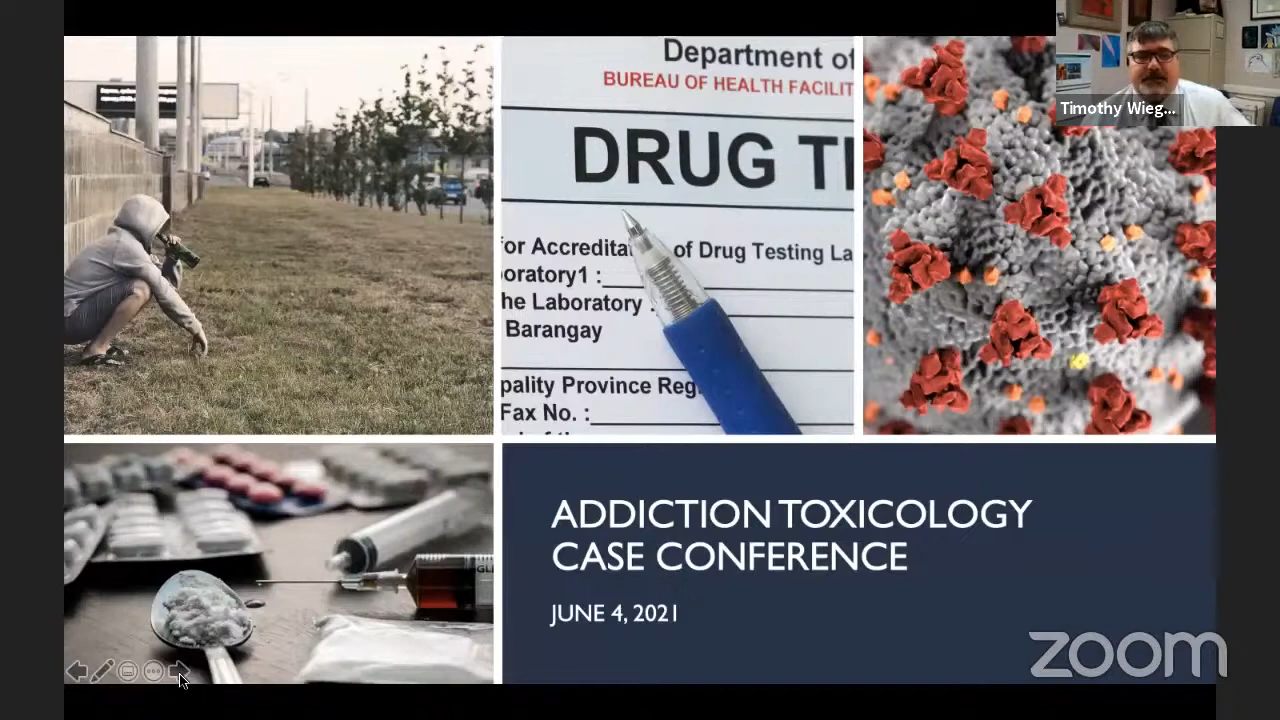 Department of
BUREAU OF HEALTH FACILIT
DRUG T
for Accredita of Drug Testing La
oratory1 :
he Laboratory :
Barangay
pality Province Reg
Fax No. :
Timothy Wieg...
ADDICTION TOXICOLOGY
CASE CONFERENCE
JUNE 4, 2021
zoom